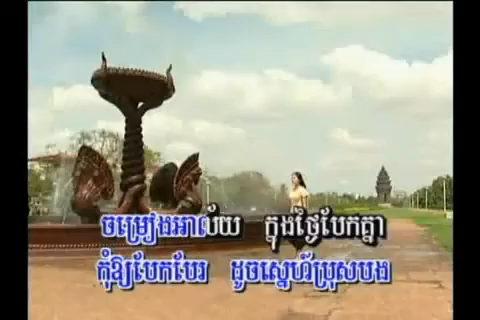 ចម្រៀងអាល័យ ក្នុងថ្ងៃបែកគ្នា
កុំឱ្យបែកបែរ ដូចស្នេហ៍ប្រុសបង